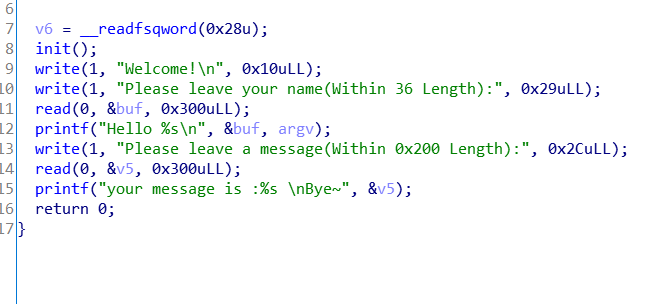 6
7 v6 = __readfsqword(0x28u);
8 init();
9 write(1, "Welcome!\n", 0x10uLL);
10 write(1, "Please leave your name(Within 36 Length):", 0x29uLL);
11 read(0, &buf, 0x300uLL);
12 printf("Hello %s\n", &buf, argv);
13 write(1, "Please leave a message(Within 0x200 Length):", 0x2CuLL);
14 read(0, &v5, 0x300uLL);
15 printf("your message is :%s \nBye~", &v5);
16 return 0;
17 }